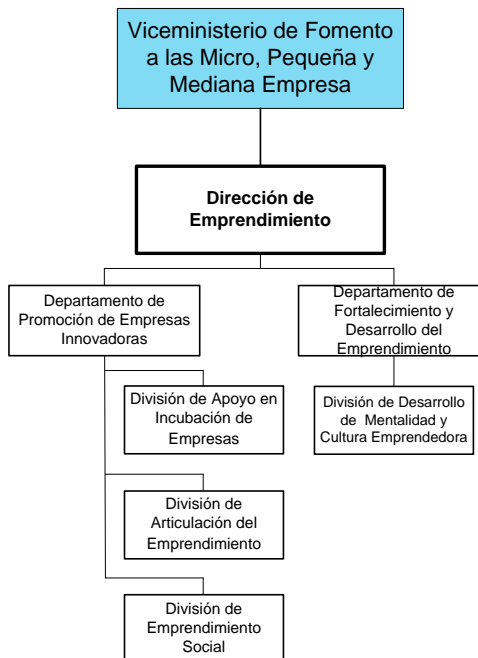 Viceministerio de Fomento
a las Micro, Pequeña y
Mediana Empresa
Dirección de
Emprendimiento
Departamento de
Promoción de Empresas
Innovadoras
Departamento de
Fortalecimiento y
Desarrollo del
Emprendimiento
División de Apoyo en
Incubación de
Empresas
División de Desarrollo
de Mentalidad y
Cultura Emprendedora
División de
Articulación del
Emprendimiento
División de
Emprendimiento
Social